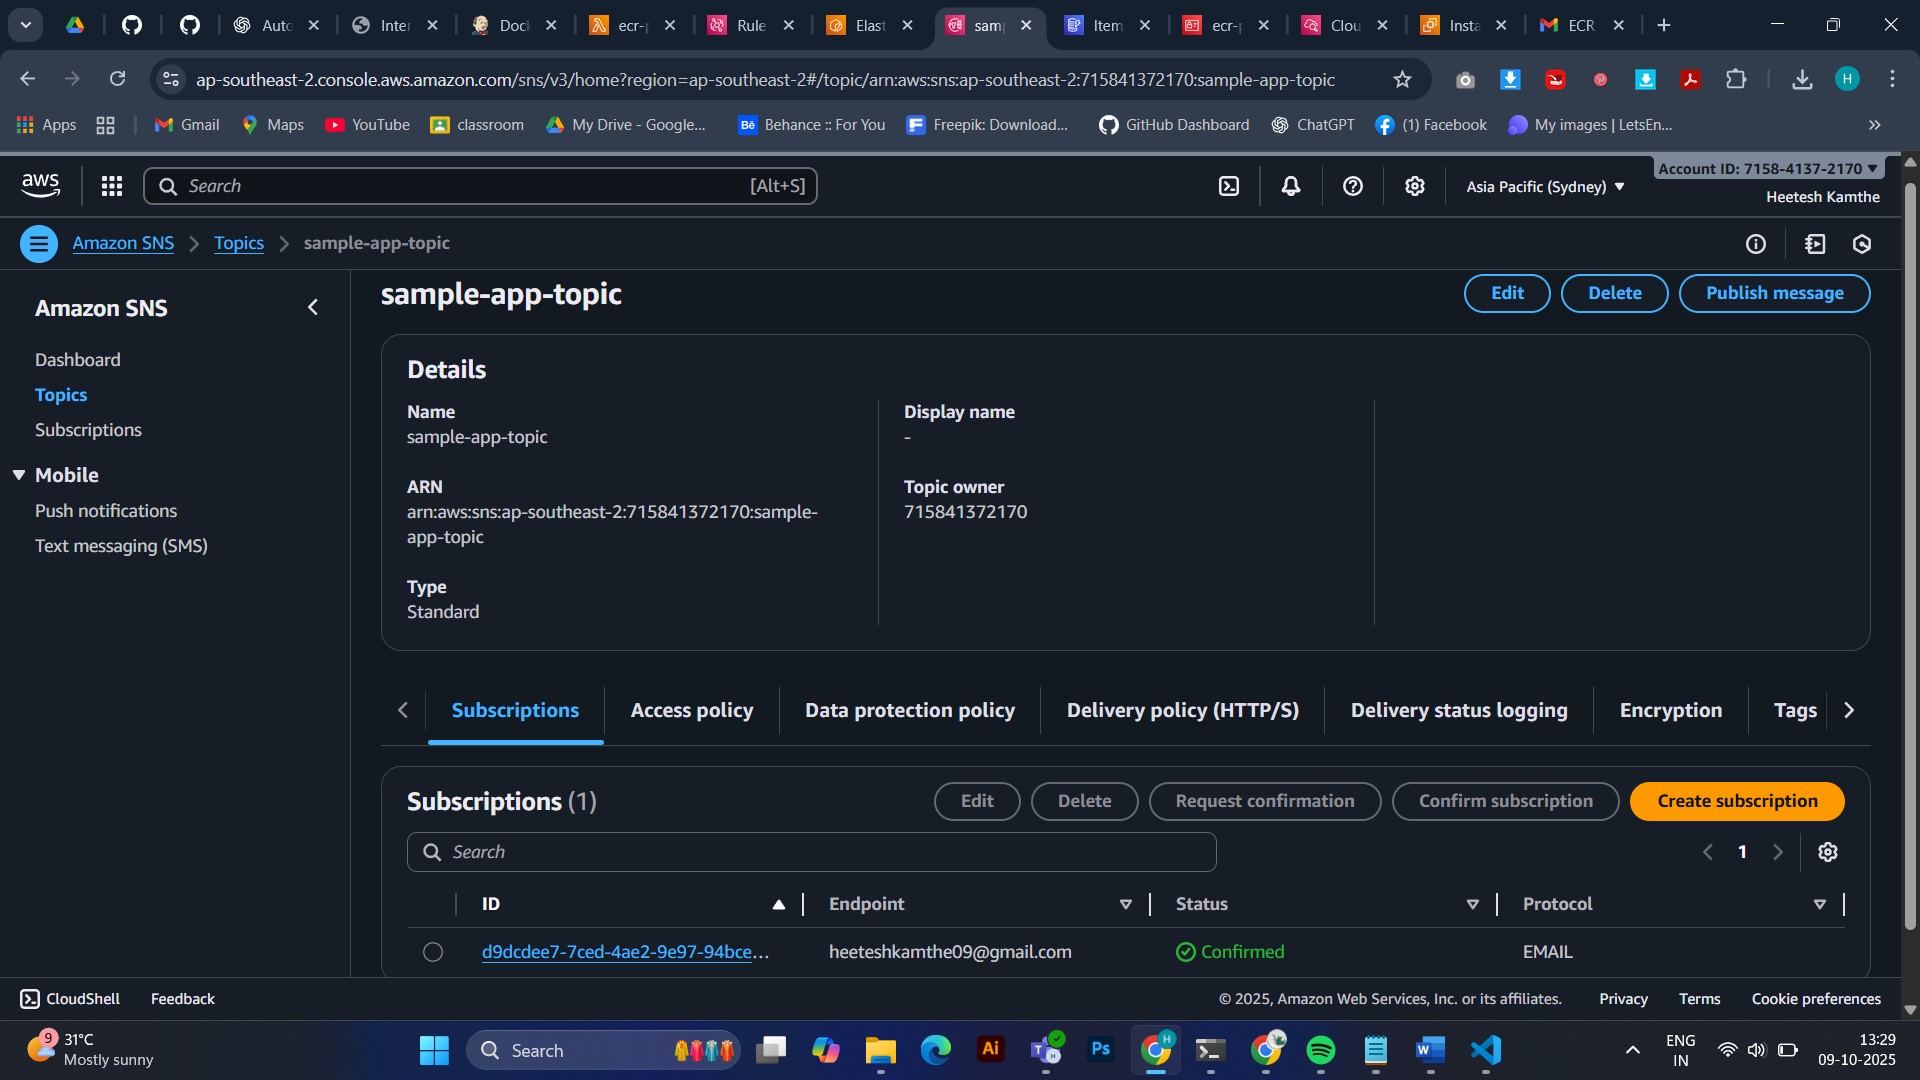 Auto
Inter
Doc
ecr-p
Rule
Elast
sam
Item
ecr-p
Clou
Insta
ECR
ap-southeast-2.console.aws.amazon.com/sns/v3/home?region=ap-southeast-2#/topic/arn:aws:sns:ap-southeast-2:715841372170:sample-app-topic
H
Apps
Gmail
Maps
YouTube
classroom
My Drive - Google...
Bē Behance :: For You
Freepik: Download...
GitHub Dashboard
ChatGPT
(1) Facebook
My images | LetsEn...
»
aws
Search [Alt+S]
Asia Pacific (Sydney)
Account ID: 7158-4137-2170
Heetesh Kamthe
Amazon SNS
Topics
sample-app-topic
Amazon SNS
Dashboard
Topics
Subscriptions
Mobile
Push notifications
Text messaging (SMS)
sample-app-topic
Edit
Delete
Publish message
Details
Name
sample-app-topic
Display name
-
ARN
arn:aws:sns:ap-southeast-2:715841372170:sample-
app-topic
Topic owner
715841372170
Type
Standard
Subscriptions
Access policy
Data protection policy
Delivery policy (HTTP/S)
Delivery status logging
Encryption
Tags
Subscriptions (1)
Edit
Delete
Request confirmation
Confirm subscription
Create subscription
Search
1
ID
Endpoint
Status
Protocol
d9dcdee7-7ced-4ae2-9e97-94bce...
heeteshkamthe09@gmail.com
Confirmed
EMAIL
CloudShell
Feedback
© 2025, Amazon Web Services, Inc. or its affiliates.
Privacy
Terms
Cookie preferences
9
31°C
Mostly sunny
Search
Ai
Ps
ENG
IN
13:29
09-10-2025